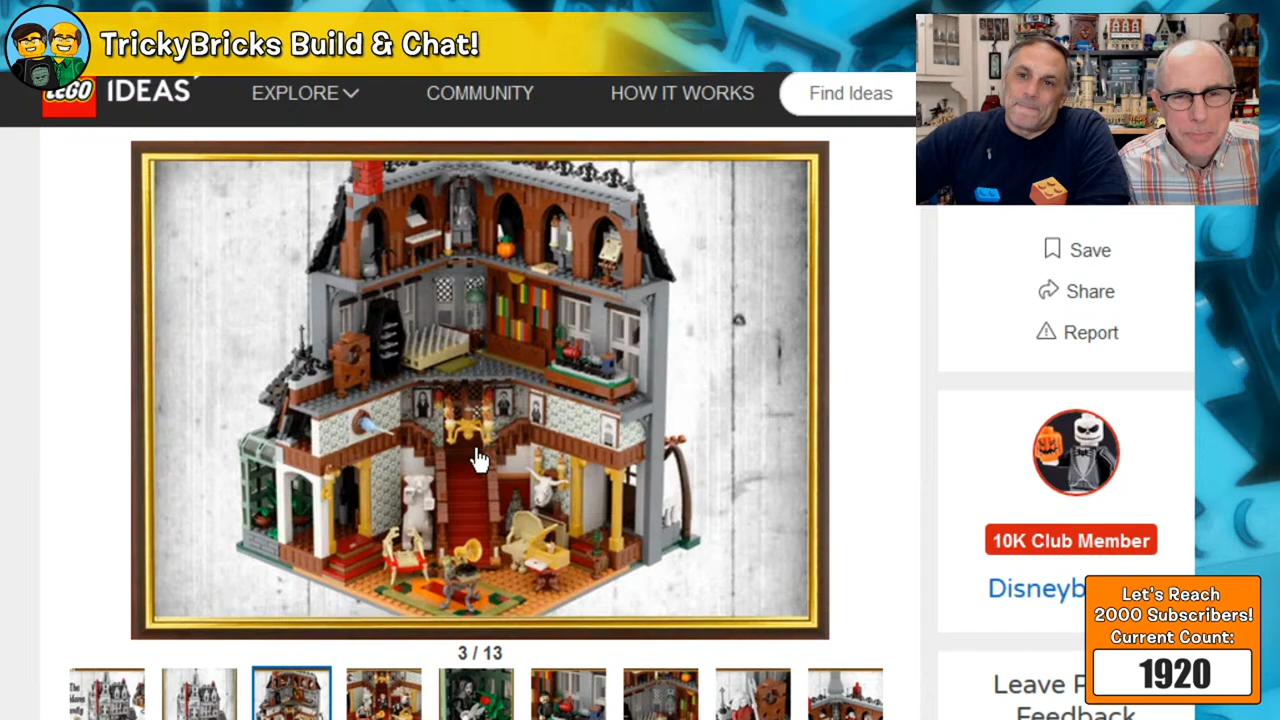 TrickyBricks Build & Chat!
LEGO IDEAS
EXPLORE
COMMUNITY
HOW IT WORKS
Find Ideas
Save
Share
Report
3 / 13
10K Club Member
Disneyb
Let's Reach
2000 Subscribers!
Current Count:
1920
Leave
Feedback